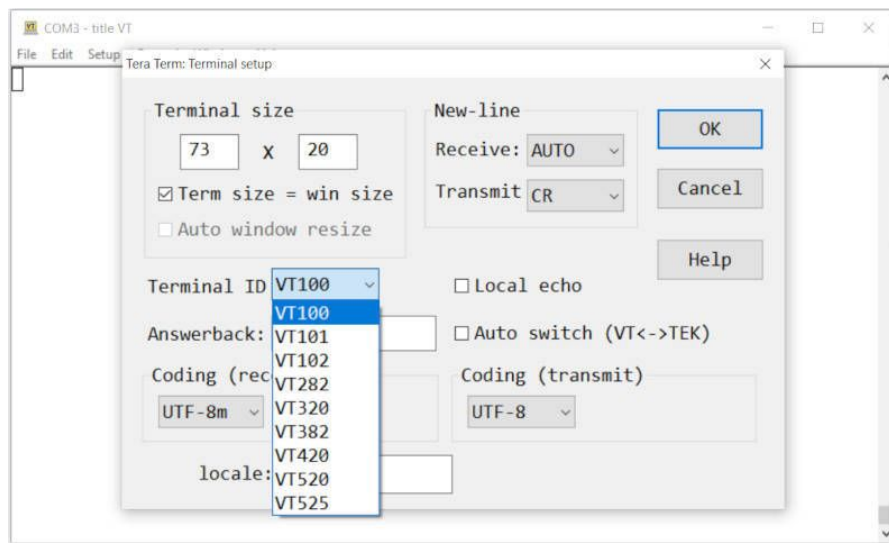 COM3 - title VT
File Edit Setup
Tera Term: Terminal setup
Terminal size
73 x 20
Term size = win size
Auto window resize
New-line
Receive: AUTO
Transmit CR
OK
Cancel
Help
Terminal ID VT100
VT100
VT101
VT102
VT282
VT320
VT382
VT420
VT520
VT525
Local echo
Answerback:
Auto switch (VT<->TEK)
Coding (rec
UTF-8m
Coding (transmit)
UTF-8
locale: